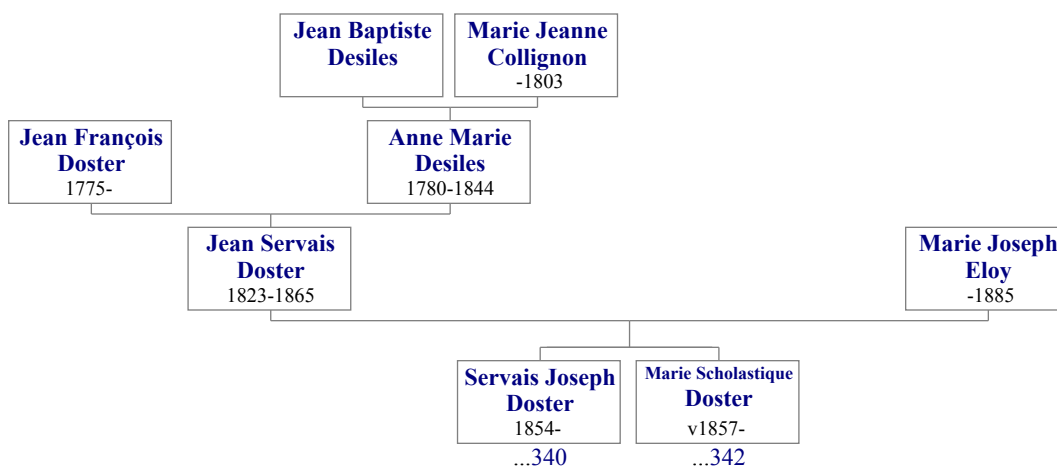 Jean Baptiste
Desiles
Marie Jeanne
Collignon
-1803
Jean François
Doster
1775-
Anne Marie
Desiles
1780-1844
Jean Servais
Doster
1823-1865
Marie Joseph
Eloy
-1885
Servais Joseph
Doster
1854-
...340
Marie Scholastique
Doster
v1857-
...342